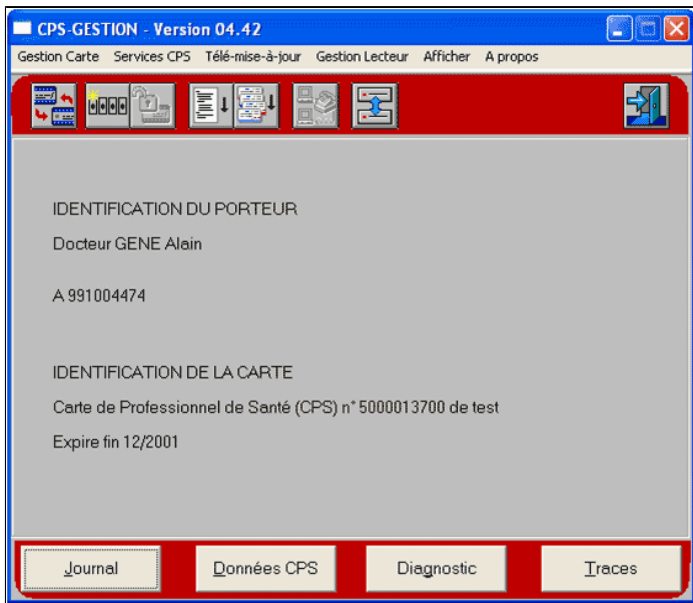 CPS-GESTION - Version 04.42
Gestion Carte Services CPS Télé-mise-à-jour Gestion Lecteur Afficher A propos
IDENTIFICATION DU PORTEUR
Docteur GENE Alain
A 991004474
IDENTIFICATION DE LA CARTE
Carte de Professionnel de Santé (CPS) n° 5000013700 de test
Expire fin 12/2001
Journal Données CPS Diagnostic Traces